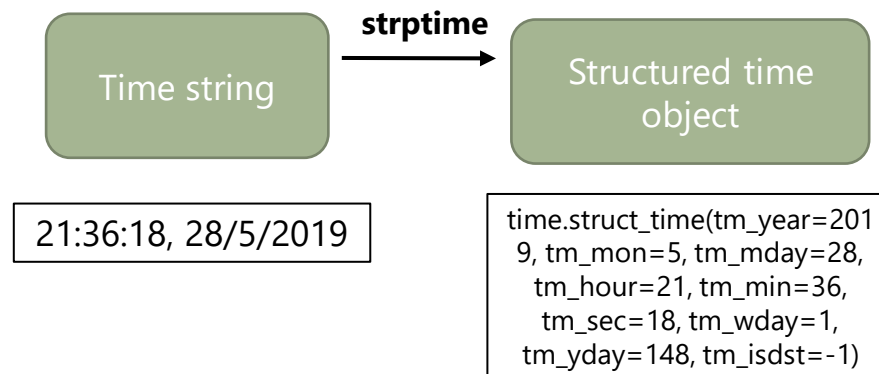 strptime
Time string
Structured time
object
21:36:18, 28/5/2019
time.struct_time(tm_year=201
9, tm_mon=5, tm_mday=28,
tm_hour=21, tm_min=36,
tm_sec=18, tm_wday=1,
tm_yday=148, tm_isdst=-1)